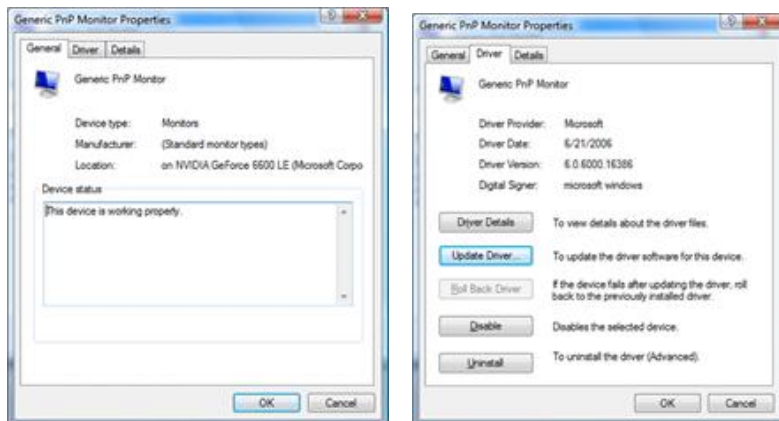 Generic PnP Monitor Properties
General Driver Details
Generic PnP Monitor
Device type: Monitors
Manufacturer: (Standard monitor types)
Location: on NVIDIA GeForce 6600 LE (Microsoft Corpo
Device status
This device is working properly.
OK Cancel
Generic PnP Monitor Properties
General Driver Details
Generic PnP Monitor
Driver Provider: Microsoft
Driver Date: 6/21/2006
Driver Version: 6.0.6000.16386
Digital Signer: microsoft windows
Driver Details To view details about the driver files.
Update Driver... To update the driver software for this device.
Roll Back Driver If the device fails after updating the driver, roll
back to the previously installed driver.
Disable Disables the selected device.
Uninstall To uninstall the driver (Advanced).
OK Cancel